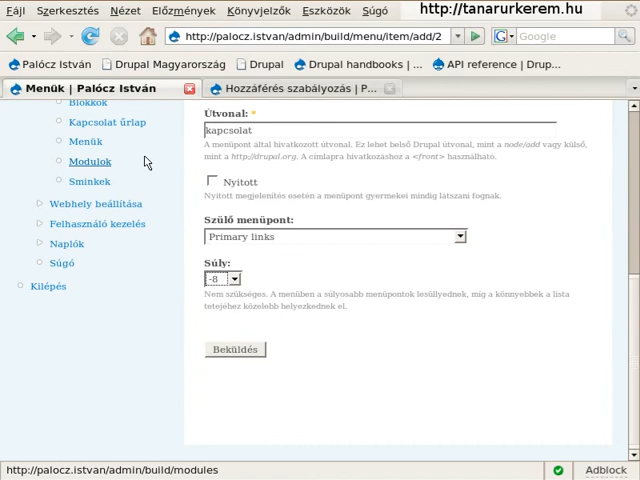 Fájl Szerkesztés Nézet Előzmények Könyvjelzők Eszközök Súgó http://tanarurkerem.hu
http://palocz.istvan/admin/build/menu/item/add/2 Google
Palócz István Drupal Magyarország Drupal Drupal handbooks | ... API reference | Drup...
Menük | Palócz István Hozzáférés szabályozás | P...
Blokkok
Kapcsolat űrlap
Menük
Modulok
Sminkek
Webhely beállítása
Felhasználó kezelés
Naplók
Súgó
Kilépés
Útvonal: *
kapcsolat
A menüpont által hivatkozott útvonal. Ez lehet belső Drupal útvonal, mint a node/add vagy külső,
mint a http://drupal.org. A címlapra hivatkozáshoz a <front> használható.
Nyitott
Nyitott megjelenítés esetén a menüpont gyermekei mindig látszani fognak.
Szülő menüpont:
Primary links
Súly:
-8
Nem szükséges. A menüben a súlyosabb menüpontok lesüllyednek, míg a könnyebbek a lista
tetejéhez közelebb helyezkednek el.
Beküldés
http://palocz.istvan/admin/build/modules Adblock